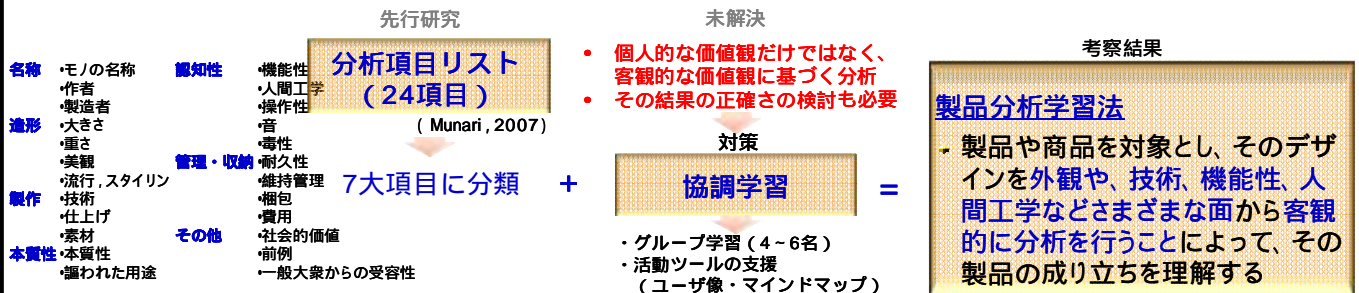 先行研究
未解決
考察結果
名称 ・モノの名称
・作者
・製造者
造形 ・大きさ
・重さ
・美観
・流行,スタイリン
製作 ・技術
・仕上げ
・素材
本質性 ・本質性
・謳われた用途
認知性 ・機能性
・人間工学
・操作性
・音
・毒性
管理・収納 ・耐久性
・維持管理
・梱包
・費用
その他 ・社会的価値
・前例
・一般大衆からの受容性
分析項目リスト
(24項目)
( Munari , 2007)
7大項目に分類
+
• 個人的な価値観だけではなく、
客観的な価値観に基づく分析
• その結果の正確さの検討も必要
対策
協調学習
・グループ学習(4~6名)
・活動ツールの支援
(ユーザ像・マインドマップ)
=
製品分析学習法
製品や商品を対象とし、そのデザ
インを外観や、技術、機能性、人
間工学などさまざまな面から客観
的に分析を行うことによって、その
製品の成り立ちを理解する